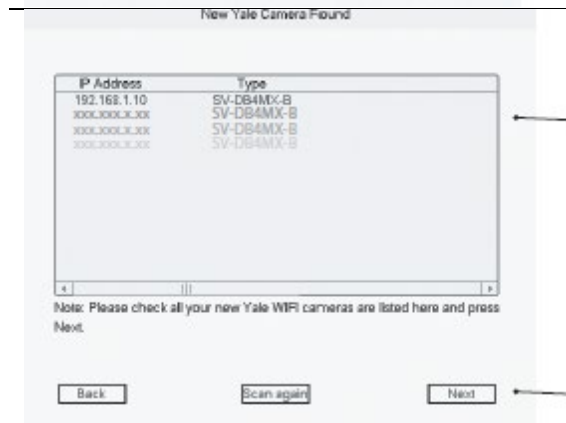 New Yale Camera Found
IP Address Type
192.168.1.10 SV-DB4MX-B
xxx.xxx.x.xx SV-DB4MX-B
xxx.xxx.x.xx SV-DB4MX-B
xxx.xxx.x.xx SV-DB4MX-B
Note: Please check all your new Yale WIFI cameras are listed here and press
Next.
Back Scan again Next